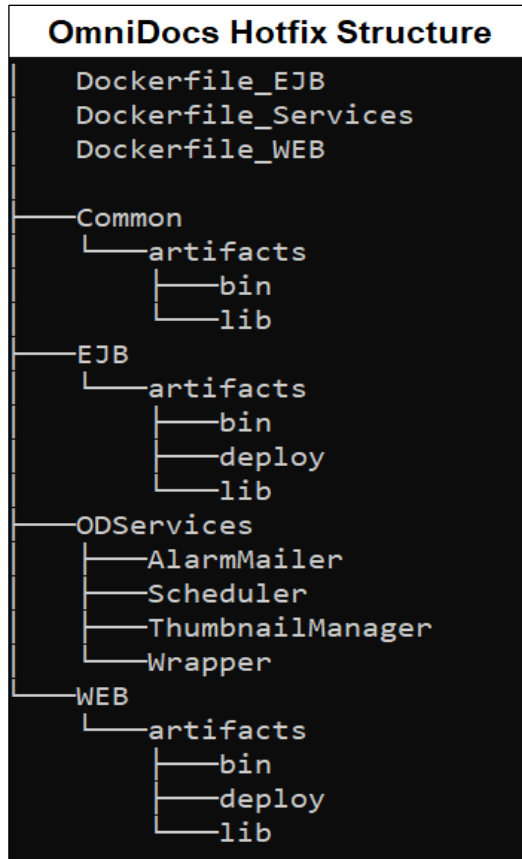 OmniDocs Hotfix Structure
Dockerfile_EJB
Dockerfile_Services
Dockerfile_WEB
Common
artifacts
bin
lib
EJB
artifacts
bin
deploy
lib
ODServices
AlarmMailer
Scheduler
ThumbnailManager
Wrapper
WEB
artifacts
bin
deploy
lib